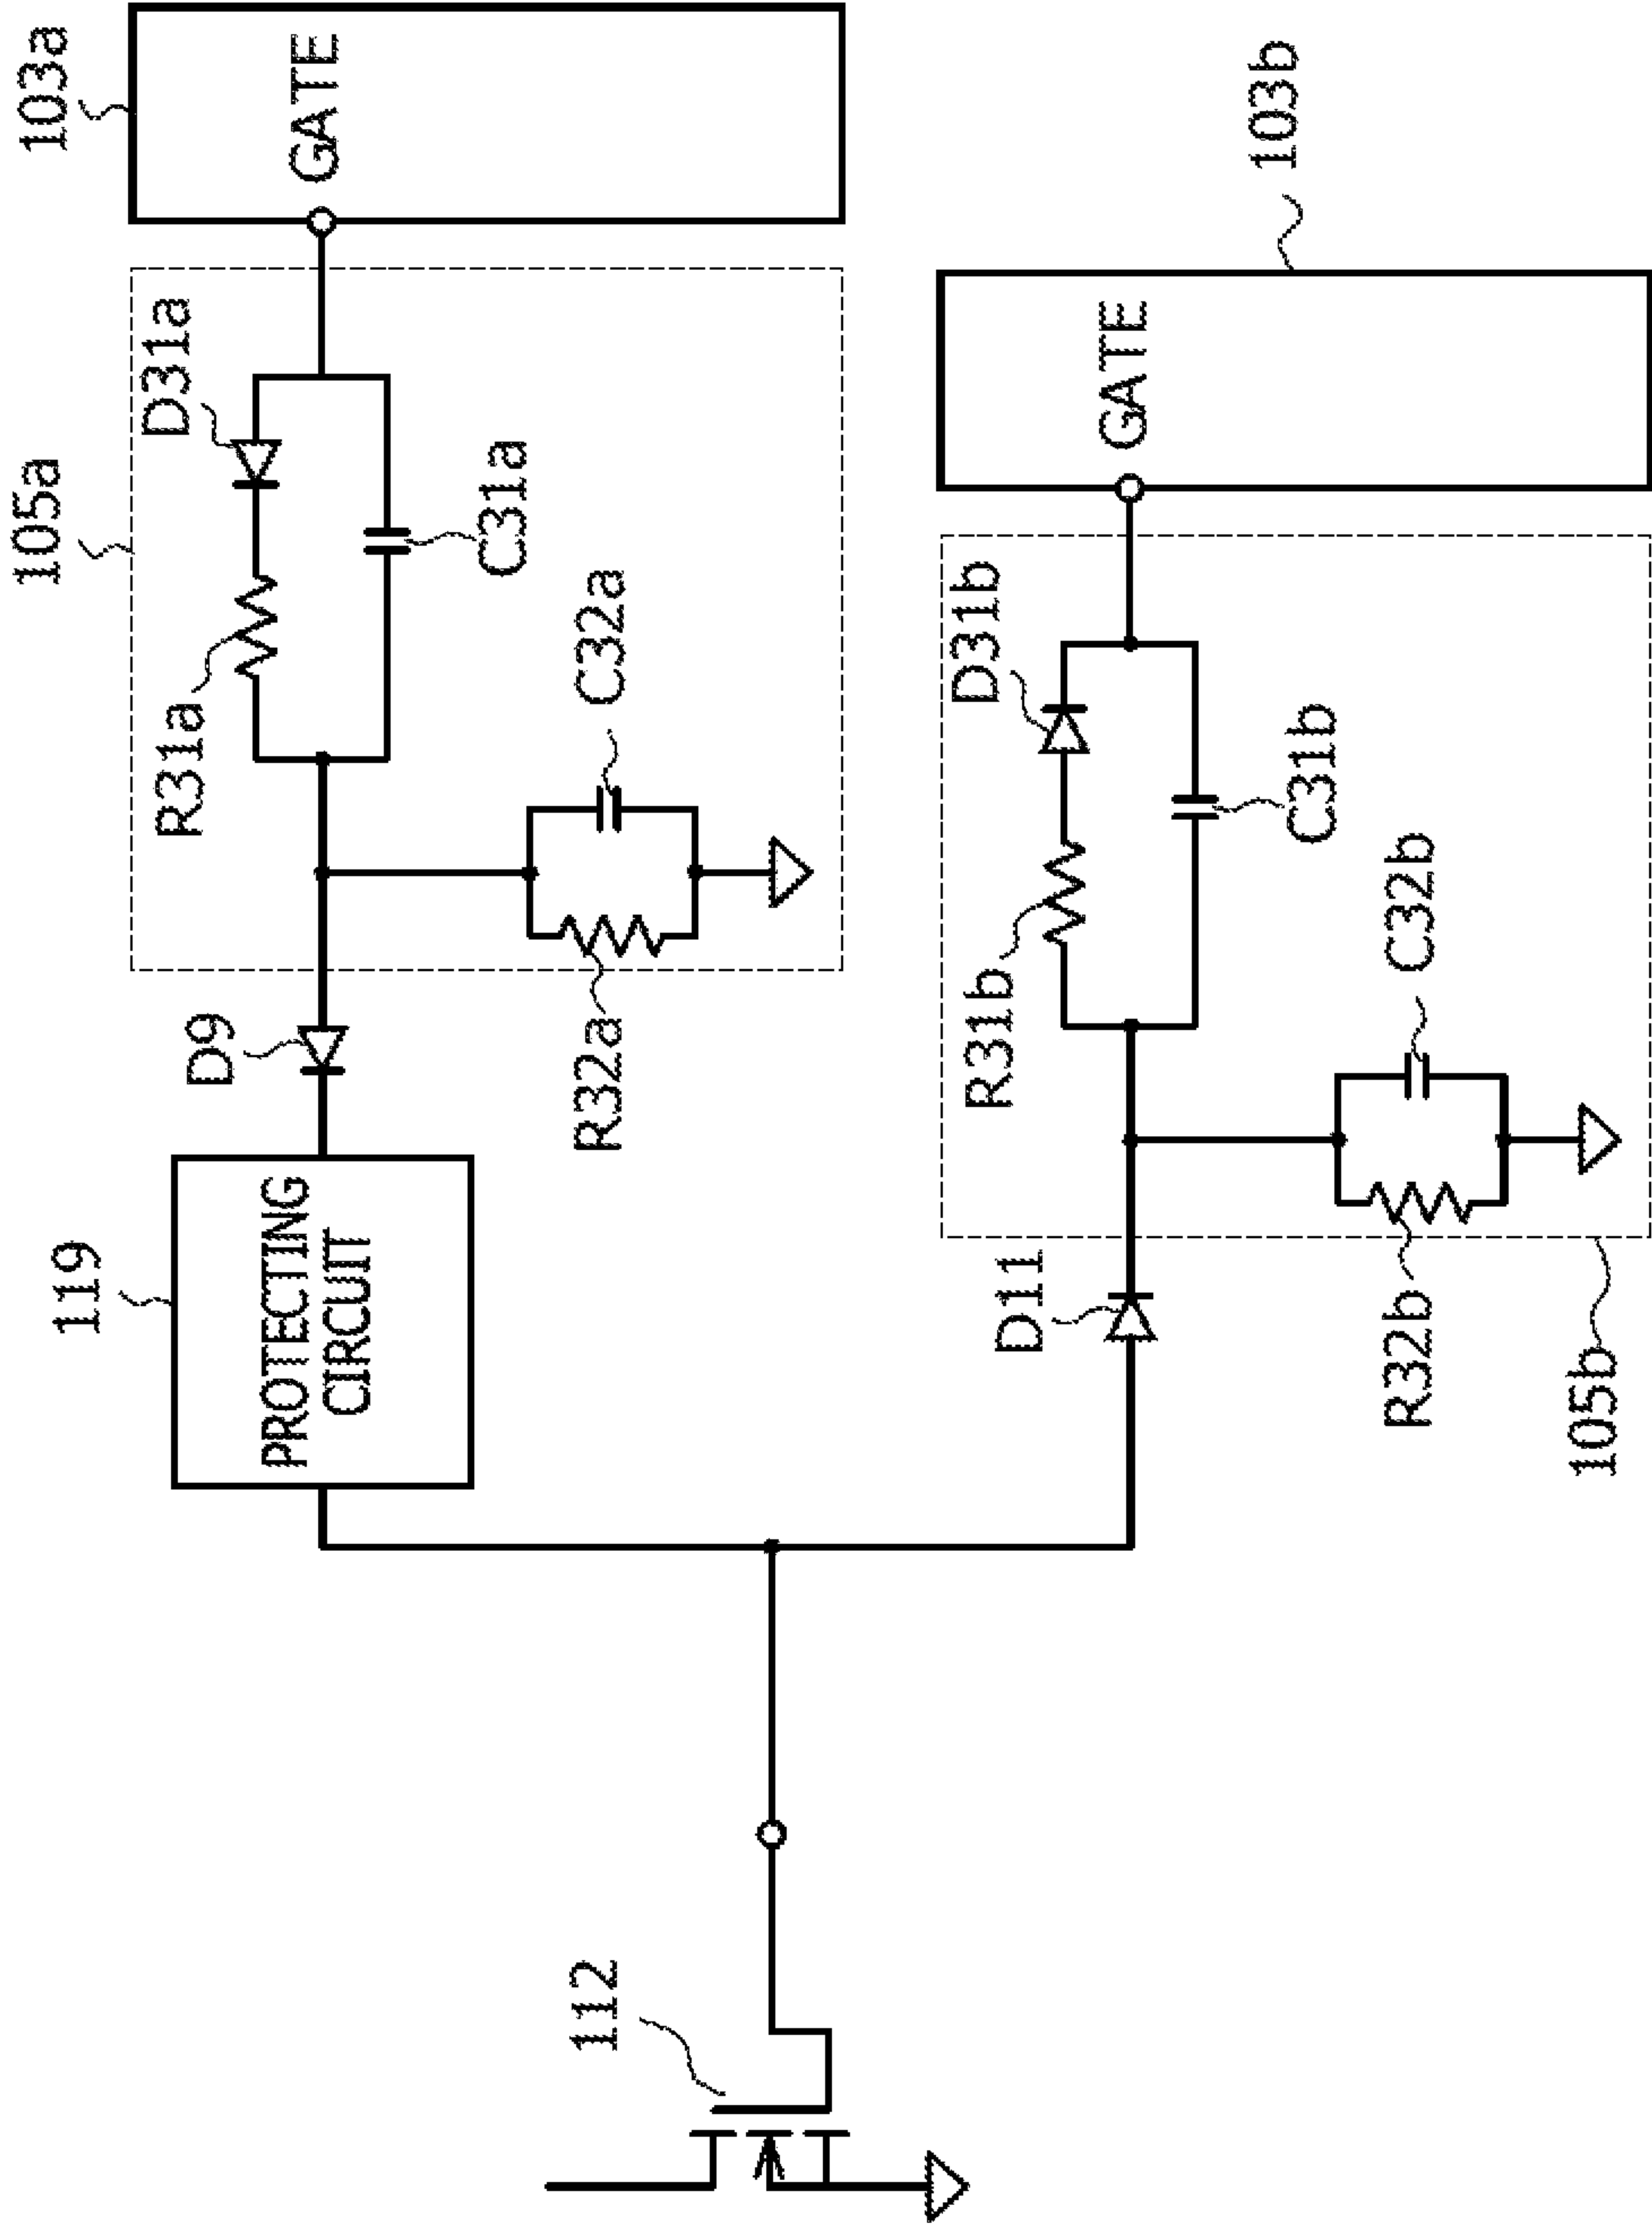 103a
GATE
105a
D31a
R31a
C31a
C32a
R32a
D9
119
PROTECTING
CIRCUIT
112
103b
GATE
D31b
R31b
C31b
C32b
R32b
D11
105b